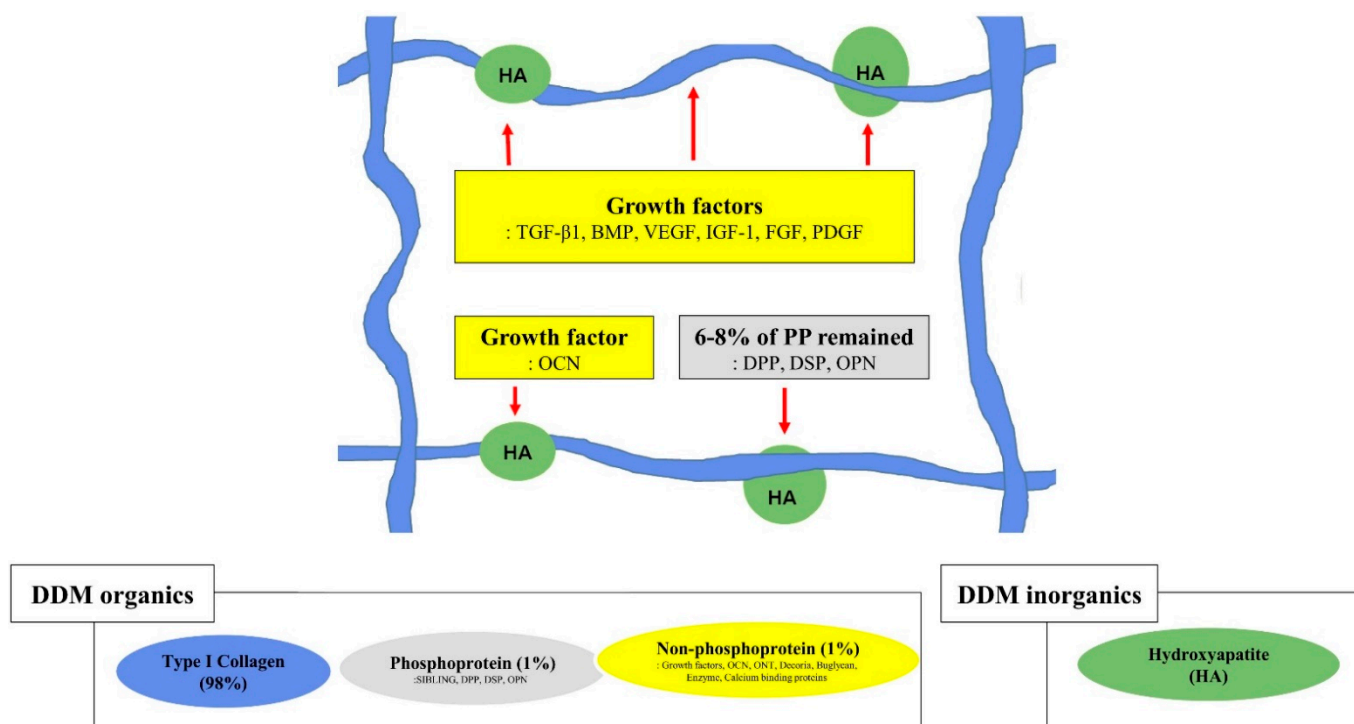 HA
HA
Growth factors
: TGF-β1, BMP, VEGF, IGF-1, FGF, PDGF
Growth factor
: OCN
6-8% of PP remained
: DPP, DSP, OPN
HA
HA
DDM organics
Type I Collagen
(98%)
Phosphoprotein (1%)
:SIBLING, DPP, DSP, OPN
Non-phosphoprotein (1%)
: Growth factors, OCN, ONT, Decoria, Buglycan,
Enzyme, Calcium binding proteins
DDM inorganics
Hydroxyapatite
(HA)